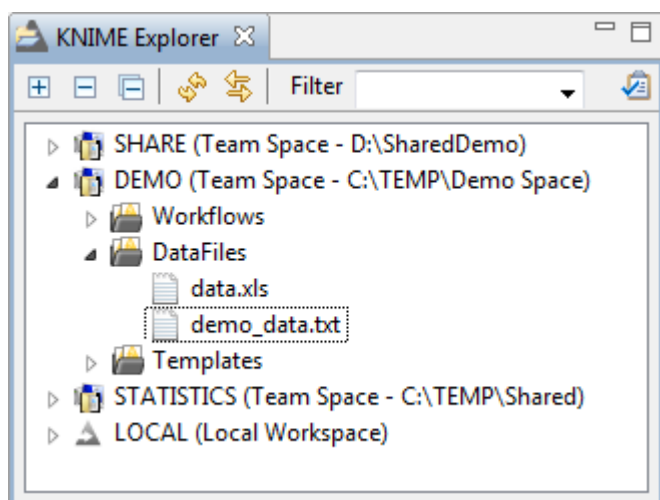 KNIME Explorer
Filter
SHARE (Team Space - D:\SharedDemo)
DEMO (Team Space - C:\TEMP\Demo Space)
Workflows
DataFiles
data.xls
demo_data.txt
Templates
STATISTICS (Team Space - C:\TEMP\Shared)
LOCAL (Local Workspace)